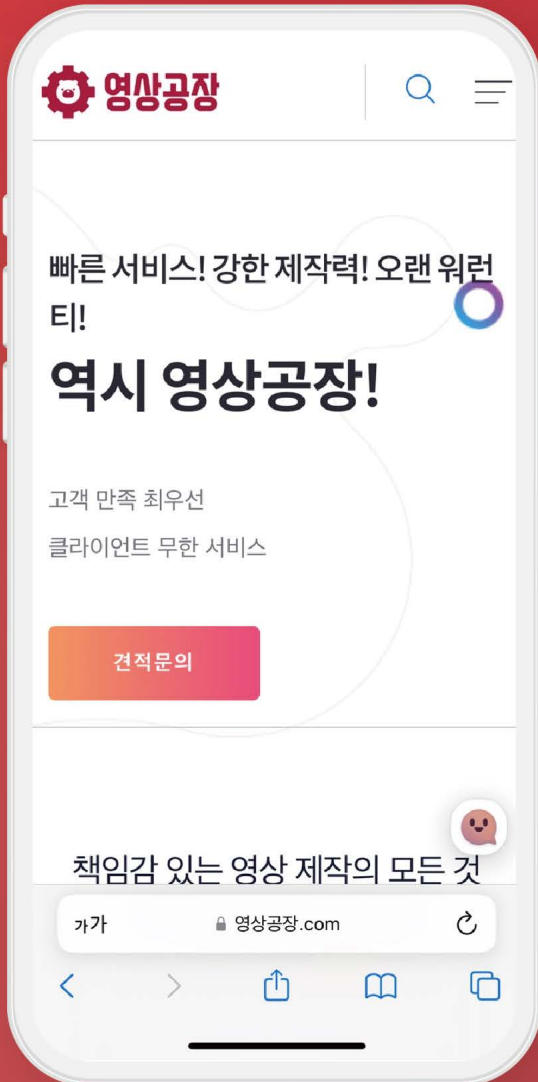 영상공장
빠른 서비스! 강한 제작력! 오랜 워런
티!
역시 영상공장!
고객 만족 최우선
클라이언트 무한 서비스
견적문의
책임감 있는 영상 제작의 모든 것
가가
영상공장.com